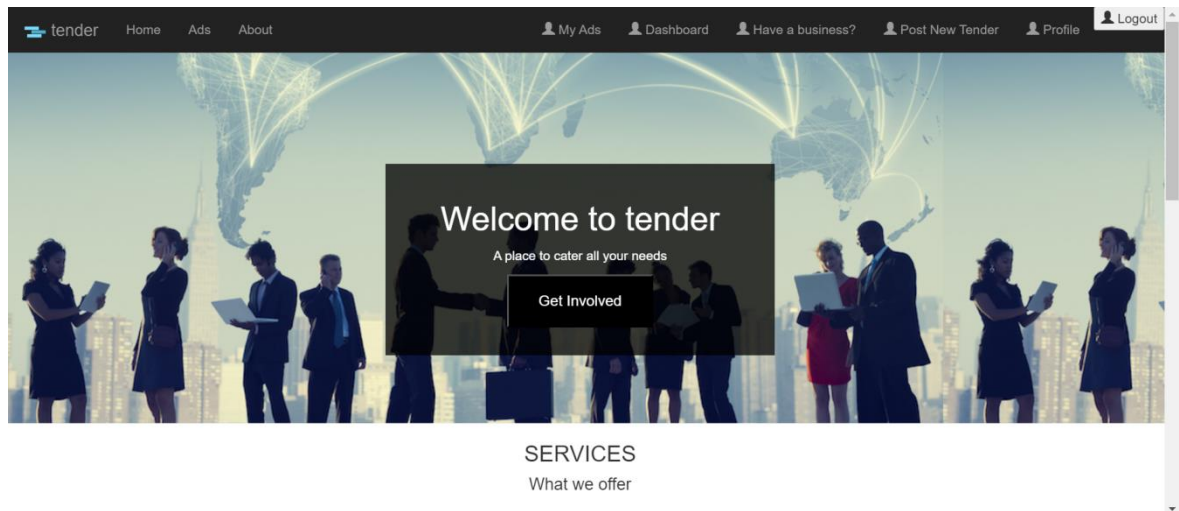 tender Home Ads About My Ads Dashboard Have a business? Post New Tender Profile Logout
Welcome to tender
A place to cater all your needs
Get Involved
SERVICES
What we offer